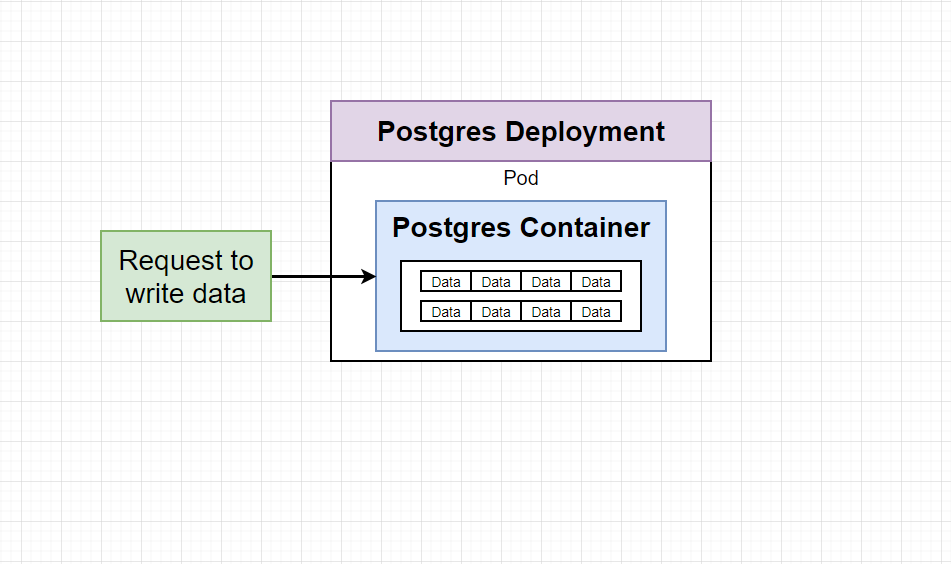 Postgres Deployment
Pod
Postgres Container
Request to
write data
Data Data Data Data
Data Data Data Data